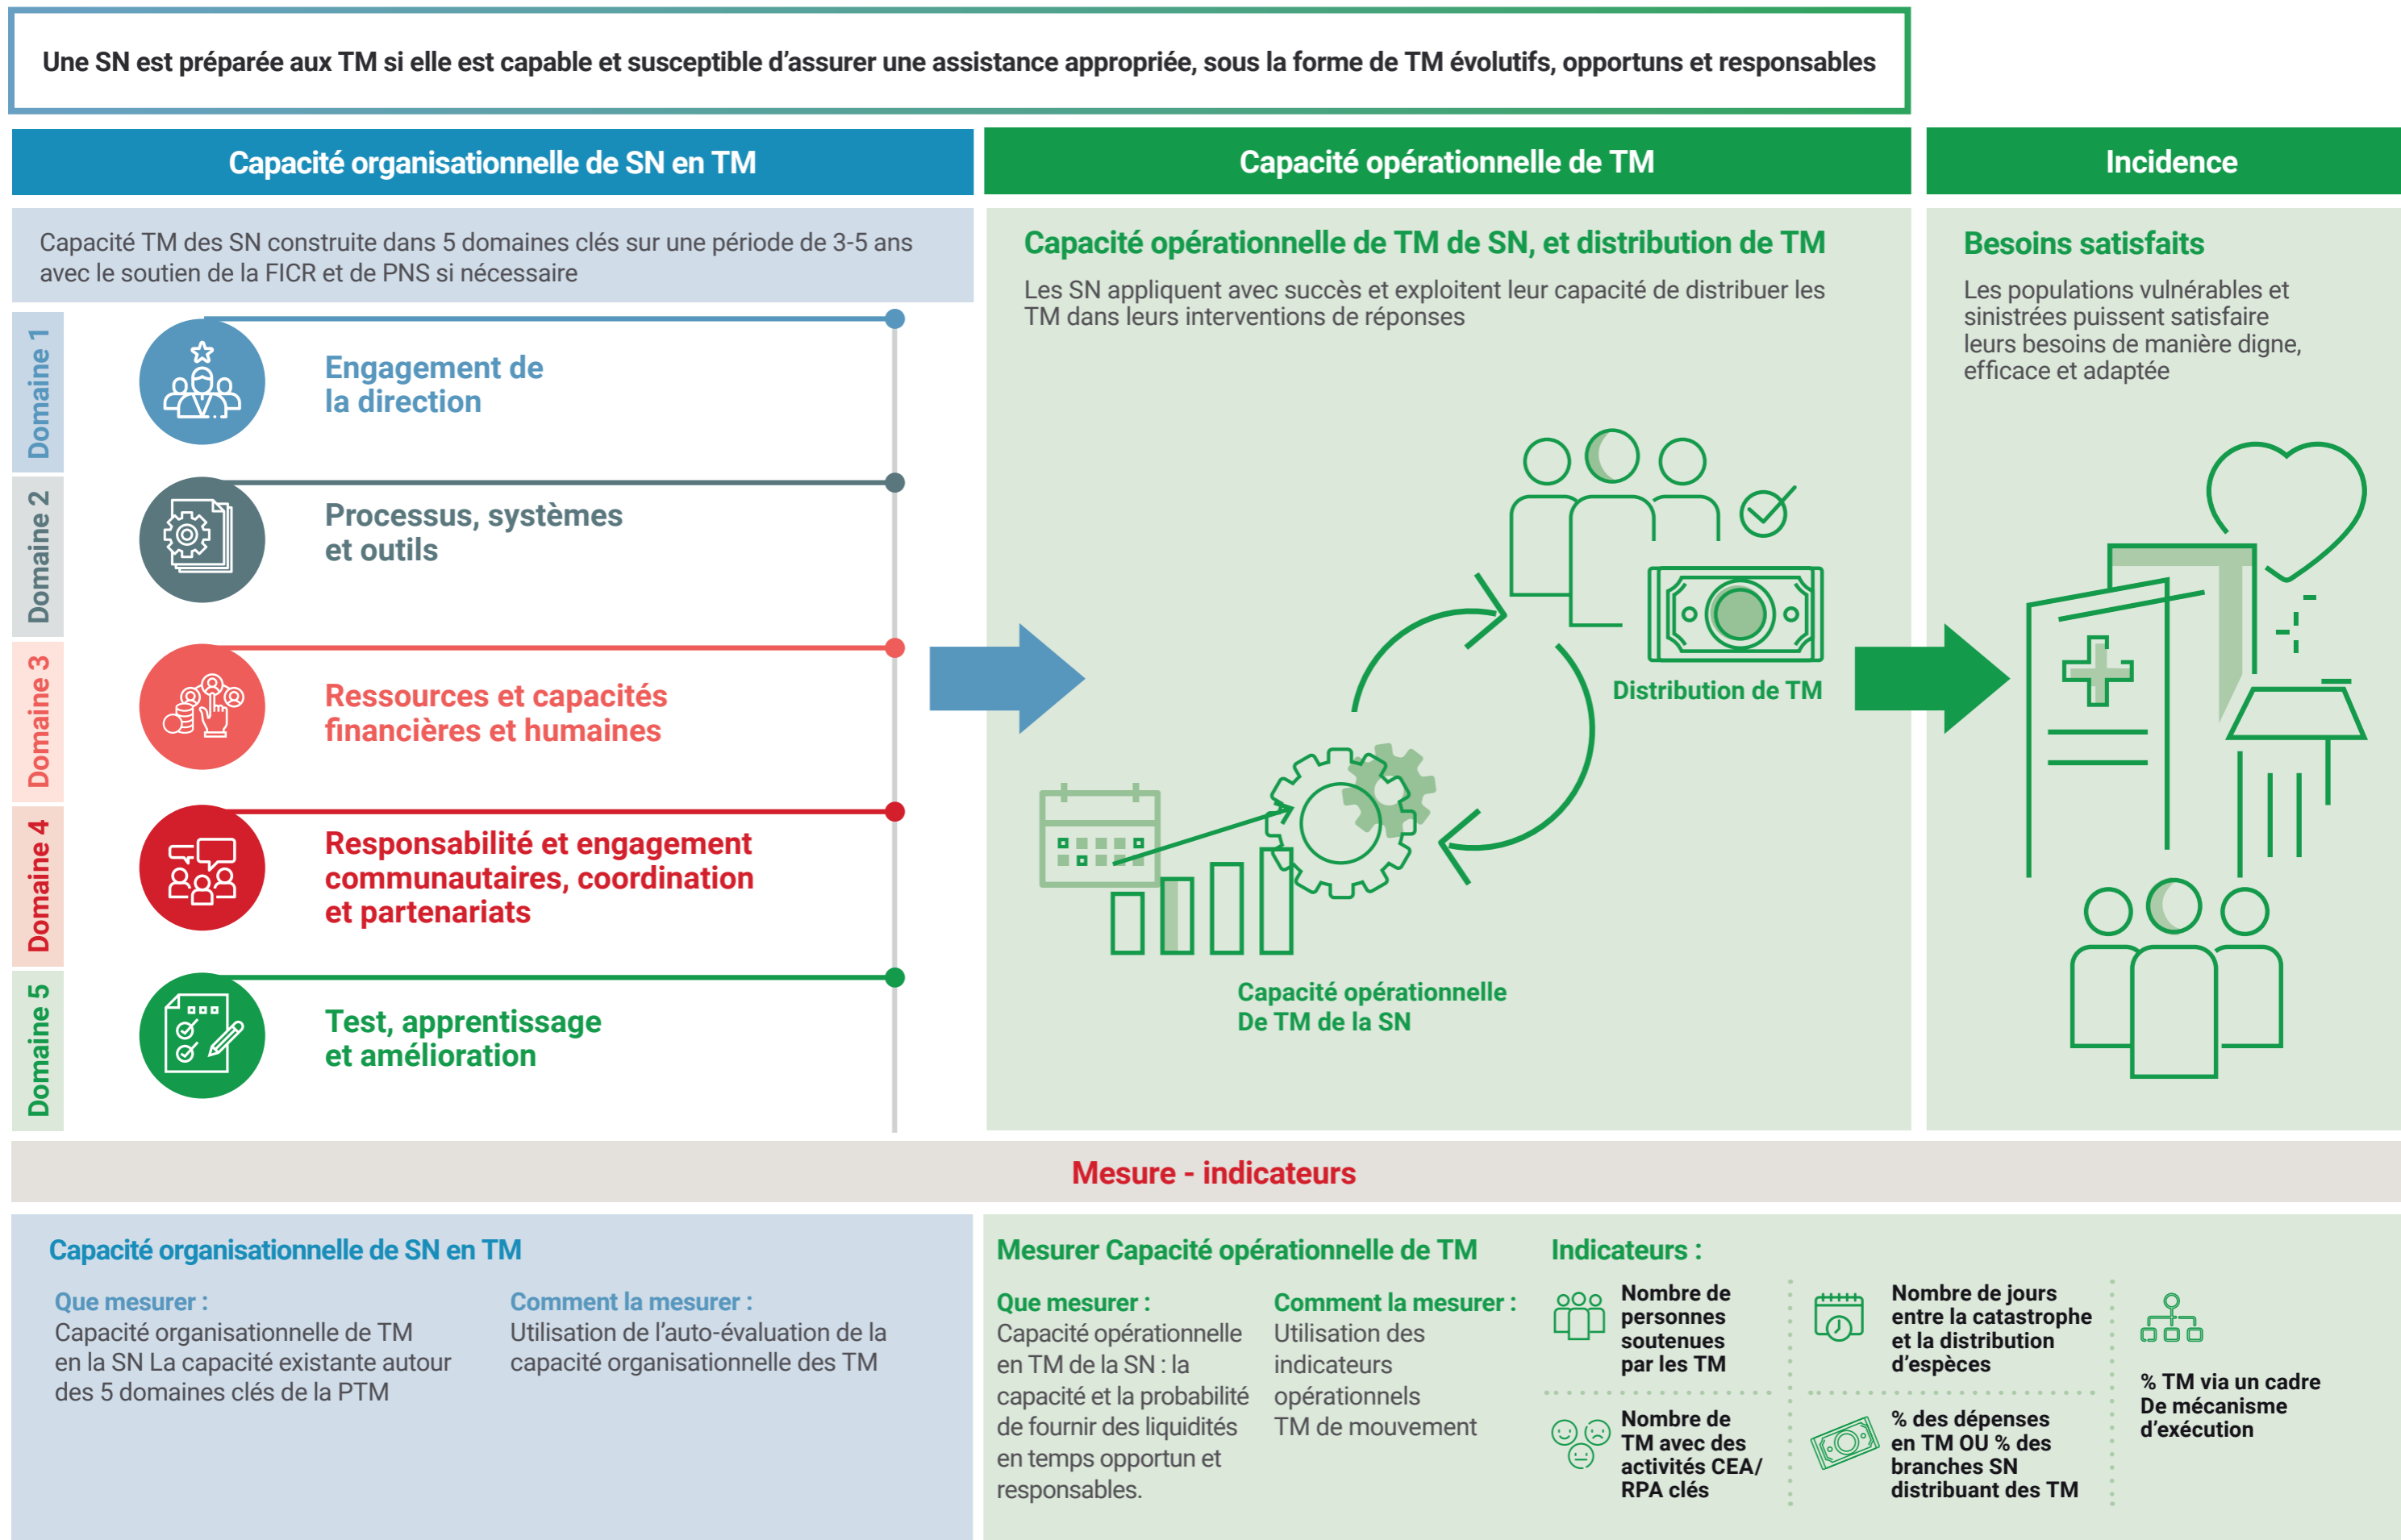 Une SN est préparée aux TM si elle est capable et susceptible d'assurer une assistance appropriée, sous la forme de TM évolutifs, opportuns et responsables
Capacité organisationnelle de SN en TM
Capacité TM des SN construite dans 5 domaines clés sur une période de 3-5 ans
avec le soutien de la FICR et de PNS si nécessaire
Domaine 1
Engagement de
la direction
Domaine 2
Processus, systèmes
et outils
Domaine 3
Ressources et capacités
financières et humaines
Domaine 4
Responsabilité et engagement
communautaires, coordination
et partenariats
Domaine 5
Test, apprentissage
et amélioration
Capacité opérationnelle de TM
Capacité opérationnelle de TM de SN, et distribution de TM
Les SN appliquent avec succès et exploitent leur capacité de distribuer les
TM dans leurs interventions de réponses
Distribution de TM
Capacité opérationnelle
De TM de la SN
Incidence
Besoins satisfaits
Les populations vulnérables et
sinistrées puissent satisfaire
leurs besoins de manière digne,
efficace et adaptée
Mesure - indicateurs
Capacité organisationnelle de SN en TM
Que mesurer :
Capacité organisationnelle de TM
en la SN La capacité existante autour
des 5 domaines clés de la PTM
Comment la mesurer :
Utilisation de l'auto-évaluation de la
capacité organisationnelle des TM
Mesurer Capacité opérationnelle de TM
Que mesurer :
Capacité opérationnelle
en TM de la SN : la
capacité et la probabilité
de fournir des liquidités
en temps opportun et
responsables.
Comment la mesurer :
Utilisation des
indicateurs
opérationnels
TM de mouvement
Indicateurs :
Nombre de
personnes
soutenues
par les TM
Nombre de jours
entre la catastrophe
et la distribution
d'espèces
% TM via un cadre
De mécanisme
d'exécution
Nombre de
TM avec des
activités CEA/
RPA clés
% des dépenses
en TM OU % des
branches SN
distribuant des TM